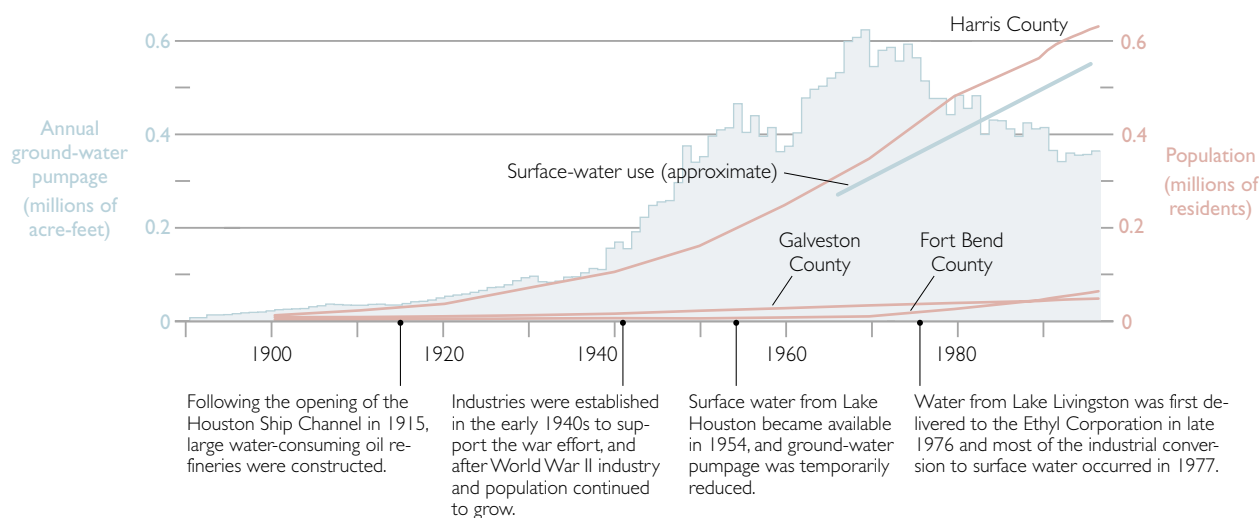 Harris County
0.6
0.6
Annual
ground-water
pumpage
(millions of
acre-feet)
0.4
0.4
Population
(millions of
residents)
Surface-water use (approximate)
0.2
0.2
Galveston
County
Fort Bend
County
0
0
1900
1920
1940
1960
1980
Following the opening of the
Houston Ship Channel in 1915,
large water-consuming oil re-
fineries were constructed.
Industries were established
in the early 1940s to sup-
port the war effort, and
after World War II industry
and population continued
to grow.
Surface water from Lake
Houston became available
in 1954, and ground-water
pumpage was temporarily
reduced.
Water from Lake Livingston was first de-
livered to the Ethyl Corporation in late
1976 and most of the industrial conver-
sion to surface water occurred in 1977.